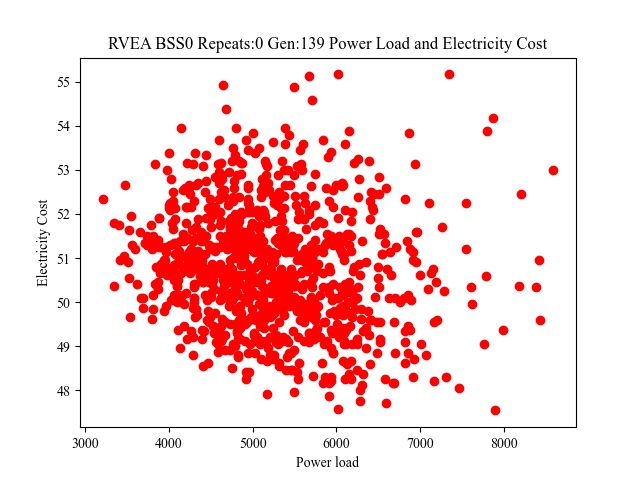 RVEA BSS0 Repeats:0 Gen:139 Power Load and Electricity Cost
55
54
53
52
51
50
49
48
Electricity Cost
3000 4000 5000 6000 7000 8000
Power load